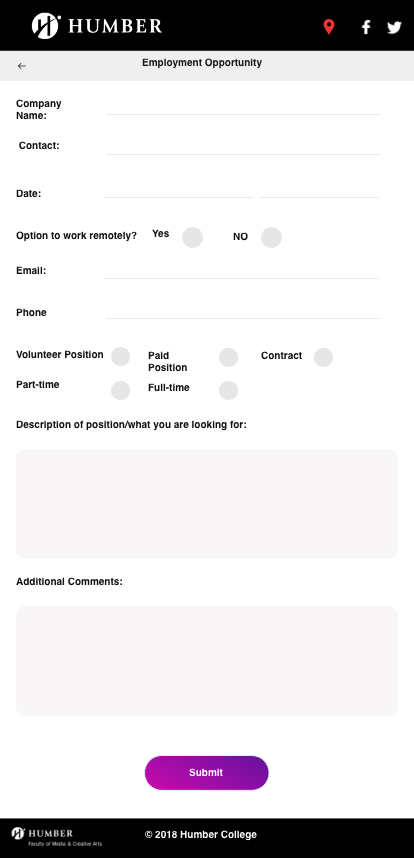 HUMBER
Employment Opportunity
Company
Name:
Contact:
Date:
Option to work remotely? Yes NO
Email:
Phone
Volunteer Position Paid
Position Contract
Part-time Full-time
Description of position/what you are looking for:
Additional Comments:
Submit
HUMBER
Faculty of Media & Creative Arts
© 2018 Humber College